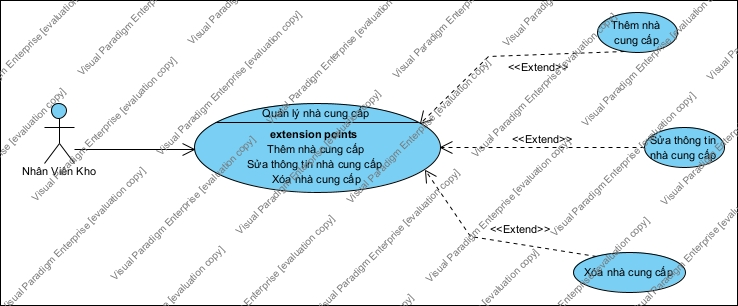 Thêm nhà
cung cấp
<<Extend>>
Quản lý nhà cung cấp
extension points
Thêm nhà cung cấp
Sửa thông tin nhà cung cấp
Xóa nhà cung cấp
<<Extend>>
Sửa thông tin
nhà cung cấp
Nhân Viên Kho
<<Extend>>
Xóa nhà cung cấp
Visual Paradigm Enterprise [evaluation copy]